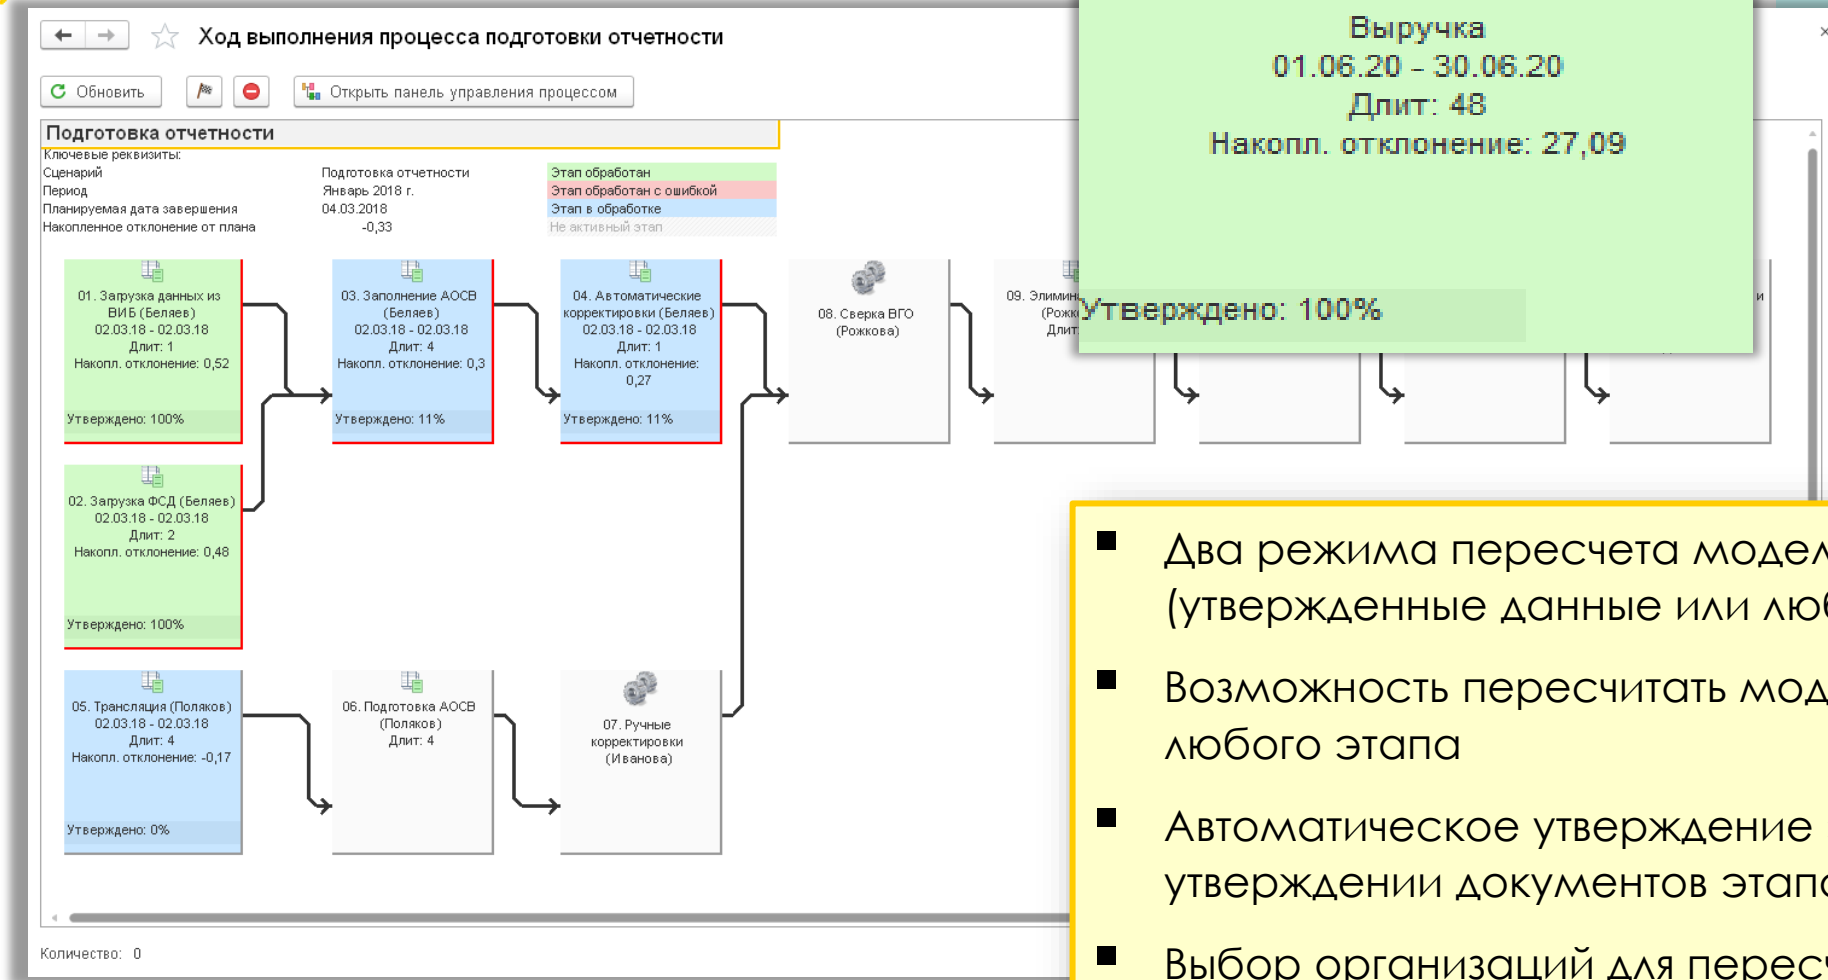 Ход выполнения процесса подготовки отчетности
Обновить
Открыть панель управления процессом
Подготовка отчетности
Ключевые реквизиты:
Сценарий Подготовка отчетности Этап обработан
Период Январь 2018 г. Этап обработан с ошибкой
Планируемая дата завершения 04.03.2018 Этап в обработке
Накопленное отклонение от плана -0,33 Не активный этап
01. Загрузка данных из
ВИБ (Беляев)
02.03.18 - 02.03.18
Длит: 1
Накопл. отклонение: 0,52
Утверждено: 100%
03. Заполнение АОСВ
(Беляев)
02.03.18 - 02.03.18
Длит: 4
Накопл. отклонение: 0,3
Утверждено: 11%
04. Автоматические
корректировки (Беляев)
02.03.18 - 02.03.18
Длит: 1
Накопл. отклонение:
0,27
Утверждено: 11%
08. Сверка ВГО
(Рожкова)
09.
02. Загрузка ФСД (Беляев)
02.03.18 - 02.03.18
Длит: 2
Накопл. отклонение: 0,48
Утверждено: 100%
05. Трансляция (Поляков)
02.03.18 - 02.03.18
Длит: 4
Накопл. отклонение: -0,17
Утверждено: 0%
06. Подготовка АОСВ
(Поляков)
Длит: 4
07. Ручные
корректировки
(Иванова)
Количество: 0
Выручка
01.06.20 - 30.06.20
Длит: 48
Накопл. отклонение: 27,09
Утверждено: 100%
Два режима пересчета
(утвержденные данные или
Возможность пересчитать
любого этапа
Автоматическое утверждение
утверждении документов
Выбор организаций для